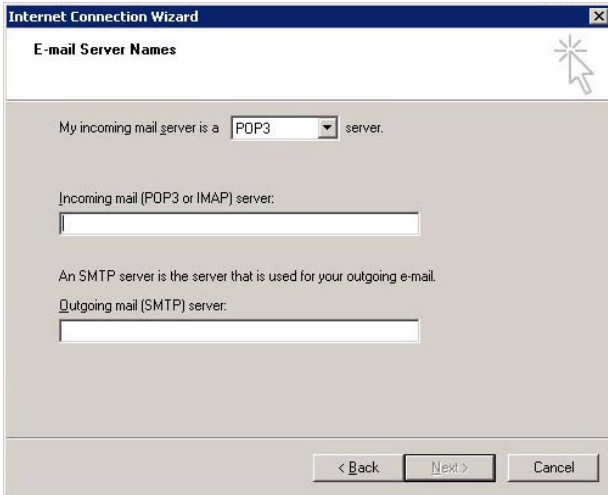 Internet Connection Wizard
E-mail Server Names
My incoming mail server is a POP3 server.
Incoming mail (POP3 or IMAP) server:
An SMTP server is the server that is used for your outgoing e-mail.
Outgoing mail (SMTP) server:
< Back Next > Cancel